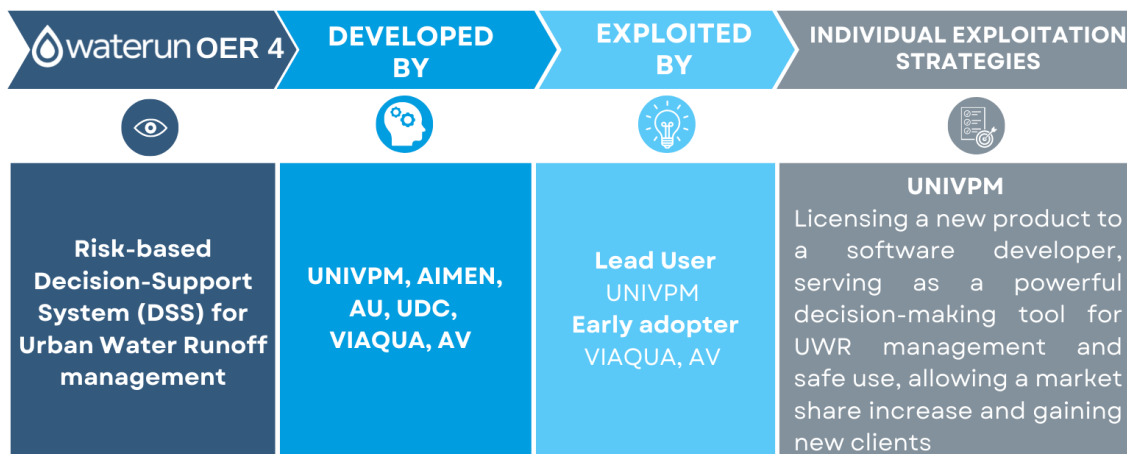 waterun OER 4
DEVELOPED
BY
EXPLOITED
BY
INDIVIDUAL EXPLOITATION
STRATEGIES
Risk-based
Decision-Support
System (DSS) for
Urban Water Runoff
management
UNIVPM, AIMEN,
AU, UDC,
VIAQUA, AV
Lead User
UNIVPM
Early adopter
VIAQUA, AV
UNIVPM
Licensing a new product to
a software developer,
serving as a powerful
decision-making tool for
UWR management and
safe use, allowing a market
share increase and gaining
new clients